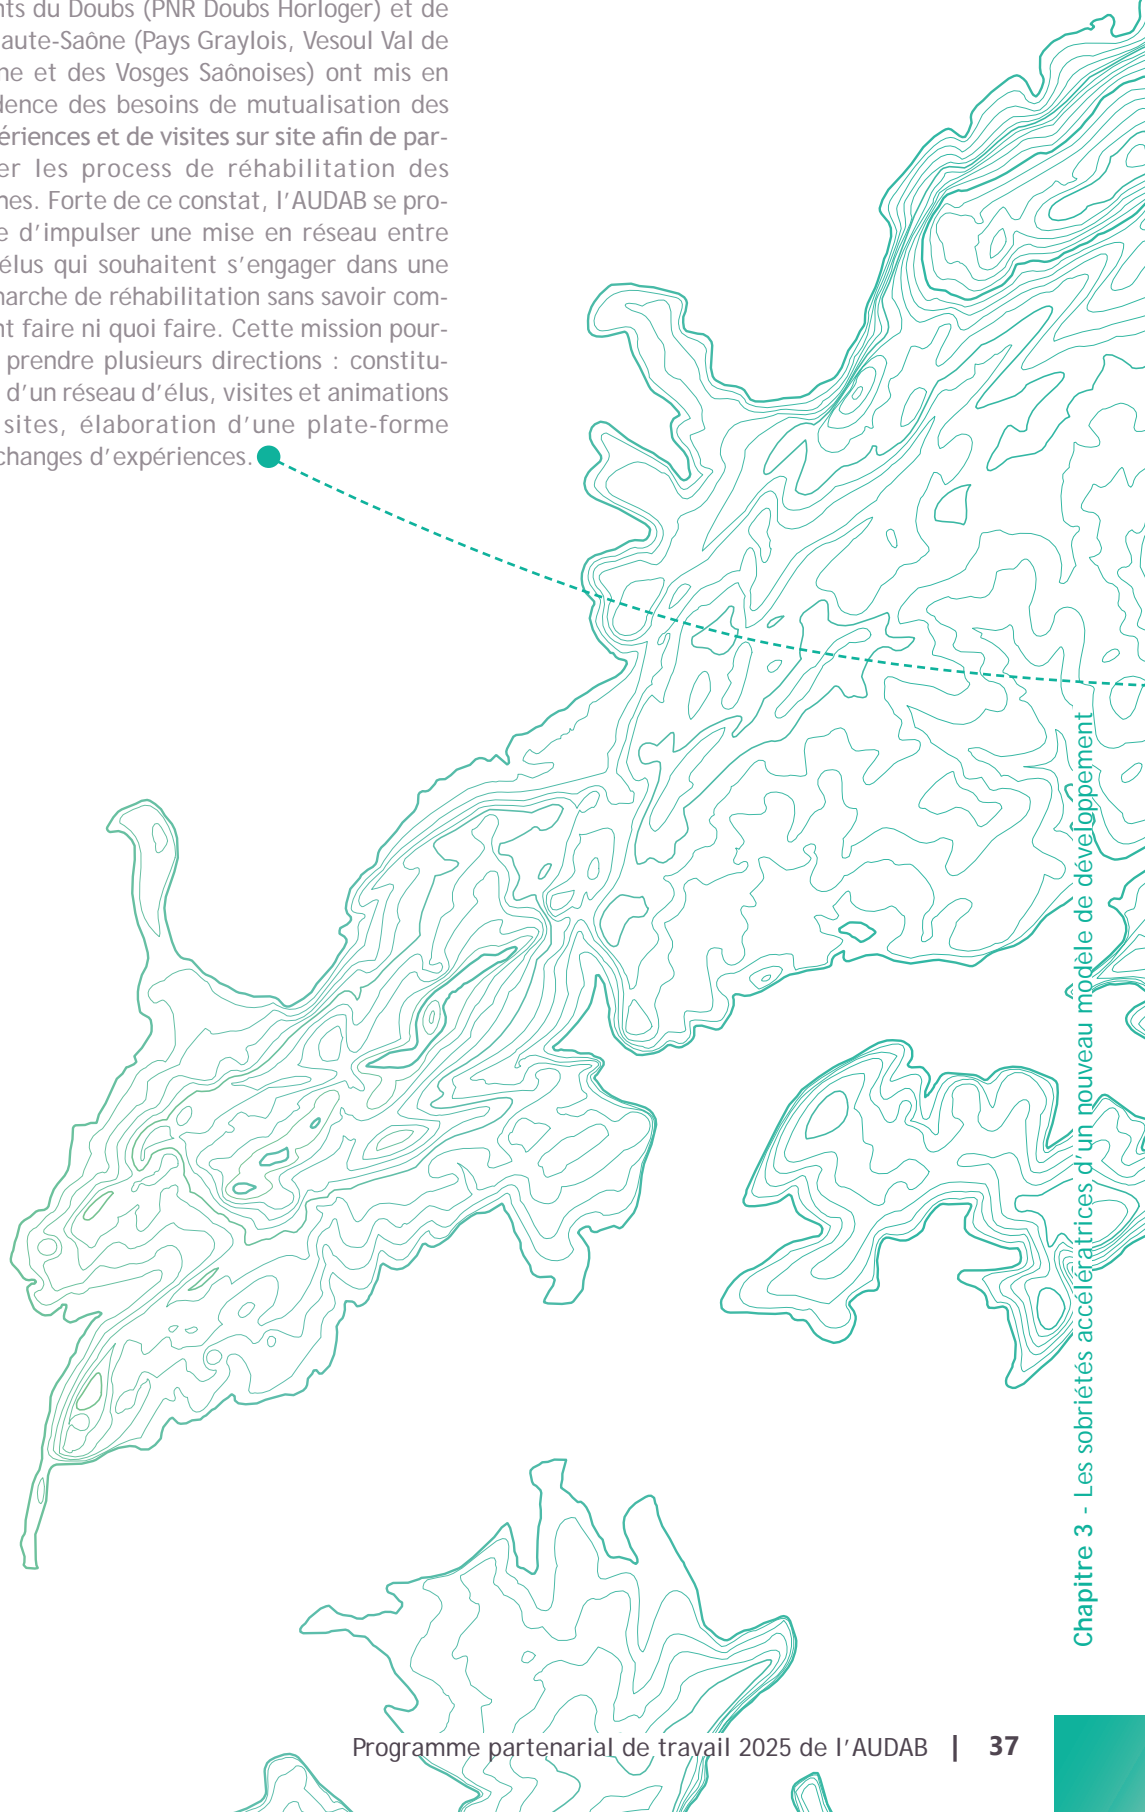 nts du Doubs (PNR Doubs Horloger) et de
aute-Saône (Pays Graylois, Vesoul Val de
ne et des Vosges Saônoises) ont mis en
dence des besoins de mutualisation des
ériences et de visites sur site afin de par-
er les process de réhabilitation des
nes. Forte de ce constat, l'AUDAB se pro-
e d'impulser une mise en réseau entre
élus qui souhaitent s'engager dans une
marche de réhabilitation sans savoir com-
nt faire ni quoi faire. Cette mission pour-
prendre plusieurs directions : constitu-
d'un réseau d'élus, visites et animations
sites, élaboration d'une plate-forme
changes d'expériences.
Chapitre 3 - Les sobriétés accélératrices d'un nouveau modèle de développement
Programme partenarial de travail 2025 de l'AUDAB | 37